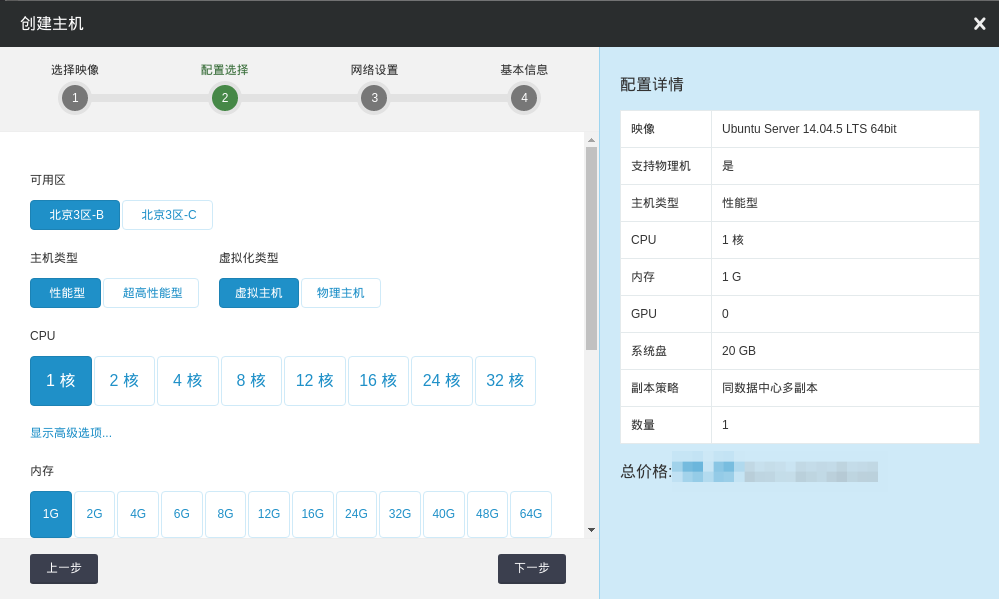 创建主机
选择映像 配置选择 网络设置 基本信息
1 2 3 4
可用区
北京3区-B 北京3区-C
主机类型 虚拟化类型
性能型 超高性能型 虚拟主机 物理主机
CPU
1 核 2 核 4 核 8 核 12 核 16 核 24 核 32 核
显示高级选项...
内存
1G 2G 4G 6G 8G 12G 16G 24G 32G 40G 48G 64G
上一步 下一步
配置详情
映像 Ubuntu Server 14.04.5 LTS 64bit
支持物理机 是
主机类型 性能型
CPU 1 核
内存 1 G
GPU 0
系统盘 20 GB
副本策略 同数据中心多副本
数量 1
总价格: